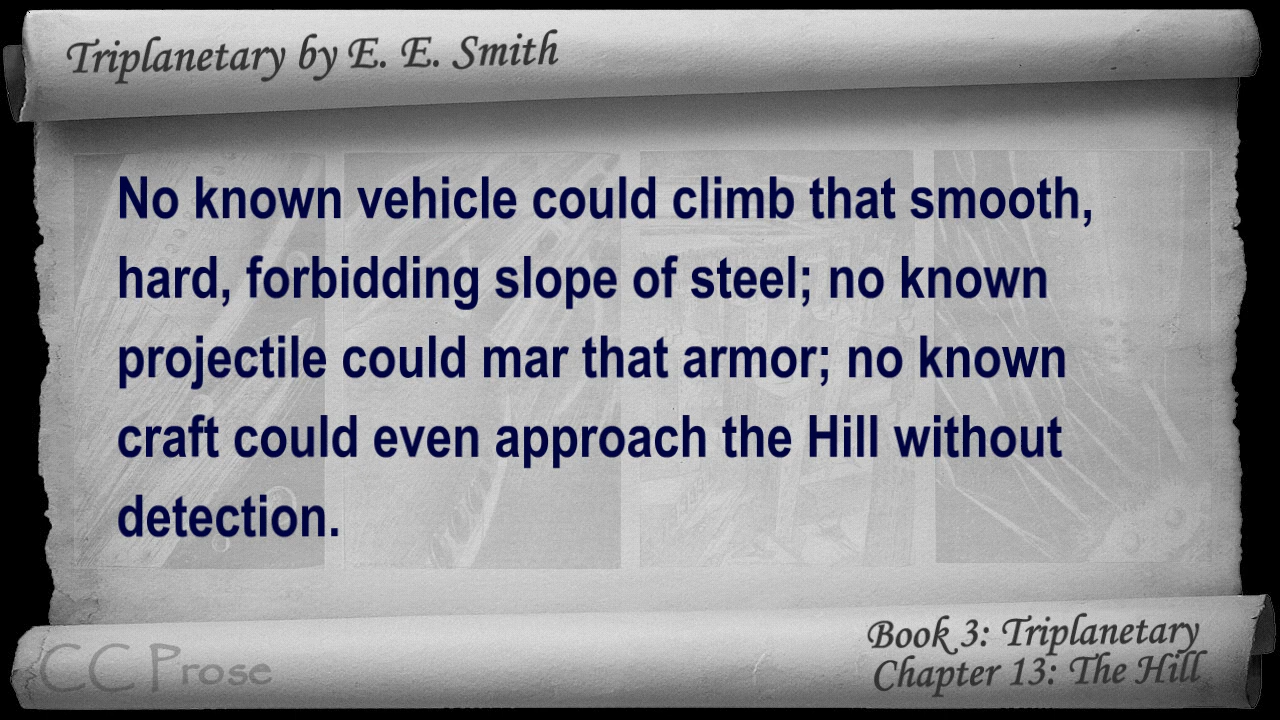 Triplanetary by E. E. Smith
No known vehicle could climb that smooth,
hard, forbidding slope of steel; no known
projectile could mar that armor; no known
craft could even approach the Hill without
detection.
Book 3: Triplanetary
Chapter 13: The Hill
CC Prose